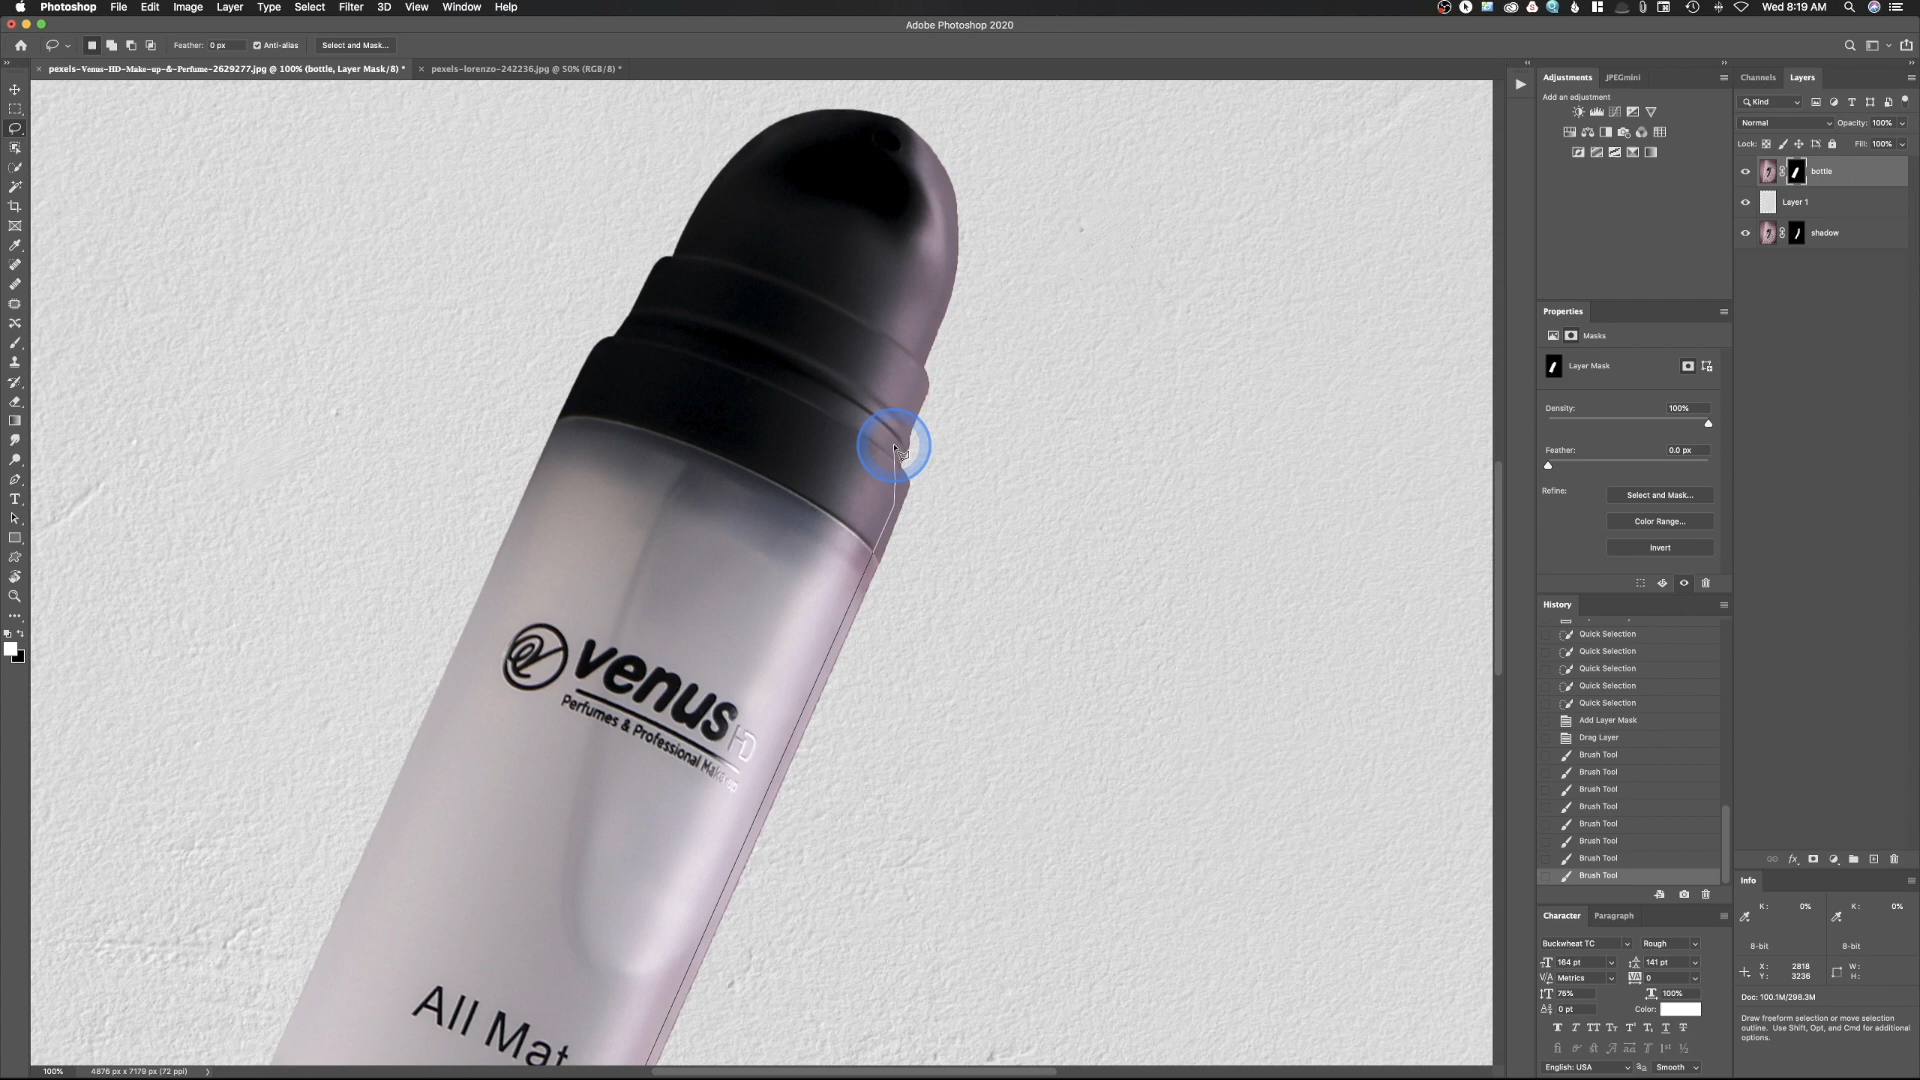 Photoshop File Edit Image Layer Type Select Filter 3D View Window Help
Wed 8:19 AM
Adobe Photoshop 2020
Feather: 0 px Anti-alias Select and Mask...
pexels-Venus-HD-Make-up-&-Perfume-2629277.jpg @ 100% (bottle, Layer Mask/8) *
pexels-lorenzo-242236.jpg @ 50% (RGB/8) *
Adjustments JPEGmini
Add an adjustment
Channels Layers
Kind
Normal Opacity: 100%
Lock: Fill: 100%
bottle
Layer 1
shadow
Properties
Masks
Layer Mask
Density: 100%
Feather: 0.0 px
Refine: Select and Mask...
Color Range...
Invert
History
Quick Selection
Quick Selection
Quick Selection
Quick Selection
Quick Selection
Add Layer Mask
Drag Layer
Brush Tool
Brush Tool
Brush Tool
Brush Tool
Brush Tool
Brush Tool
Brush Tool
Brush Tool
Character Paragraph
Buckwheat TC Rough
164 pt 141 pt
Metrics 0
75% 100%
0 pt Color:
English: USA aa Smooth
Info
K: 0% K: 0%
8-bit 8-bit
X: 2818 W:
Y: 3236 H:
Doc: 100.1M/298.3M
Draw freeform selection or move selection
outline. Use Shift, Opt, and Cmd for additional
options.
venus HD
Perfumes & Professional Make up
All Mat
100% 4876 px x 7179 px (72 ppi)